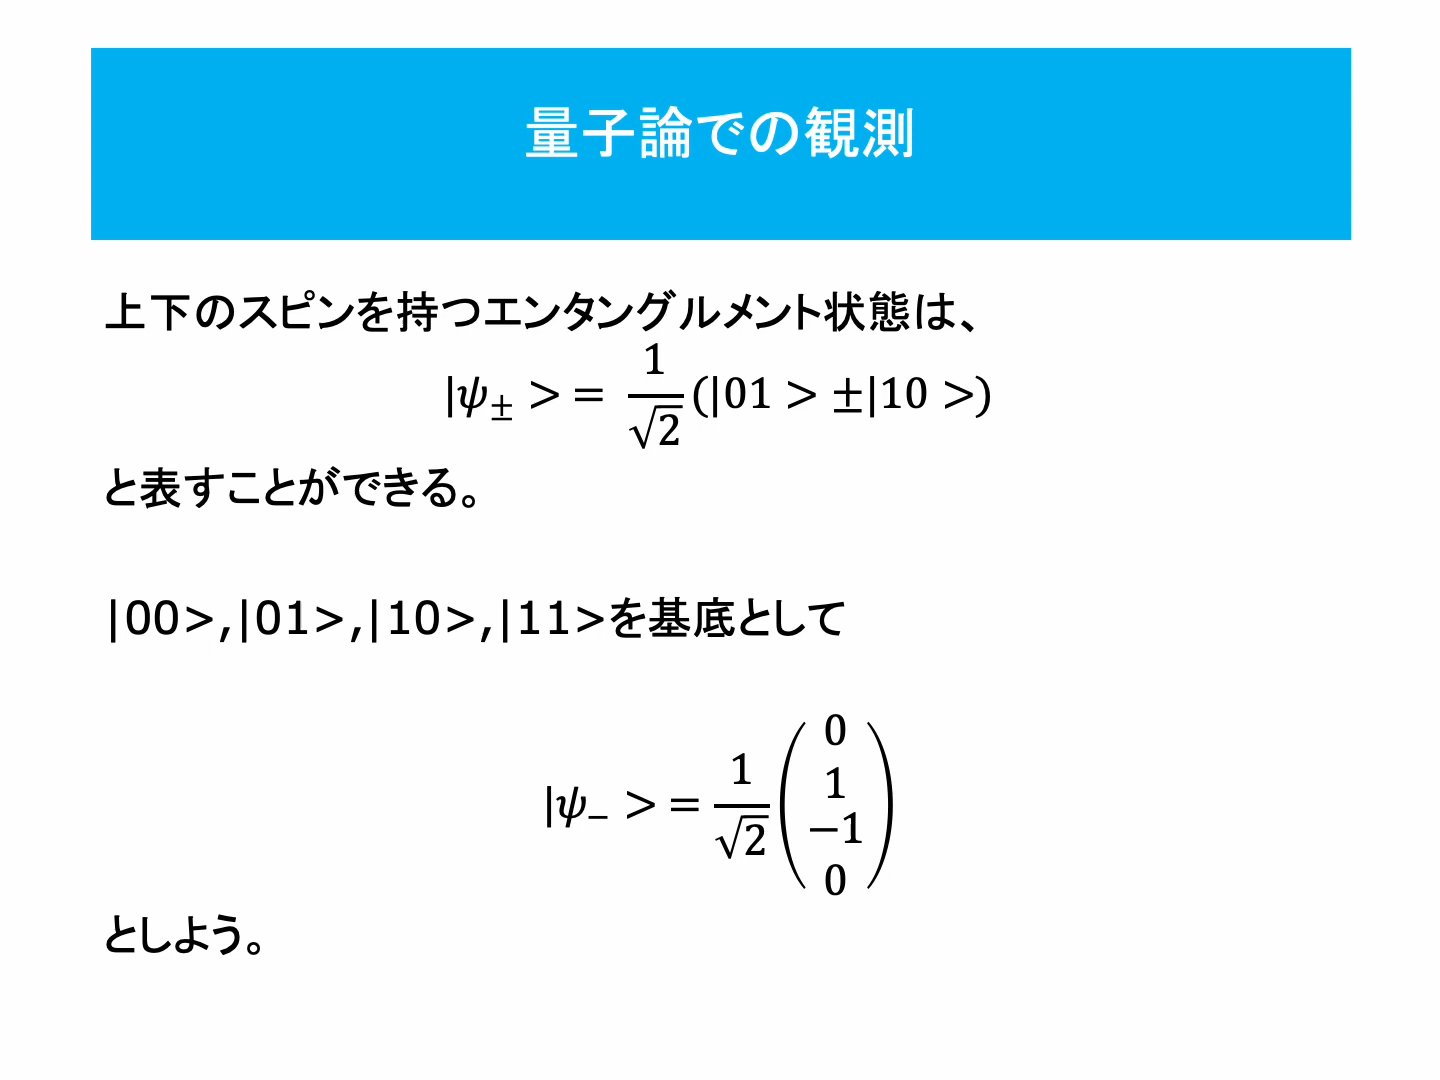 量子論での観測
上下のスピンを持つエンタングルメント状態は、
|ψ± > = 1/√2 (|01 > ±|10 >)
と表すことができる。
|00>,|01>,|10>,|11>を基底として
|ψ− > = 1/√2 (0 1 −1 0)
としよう。